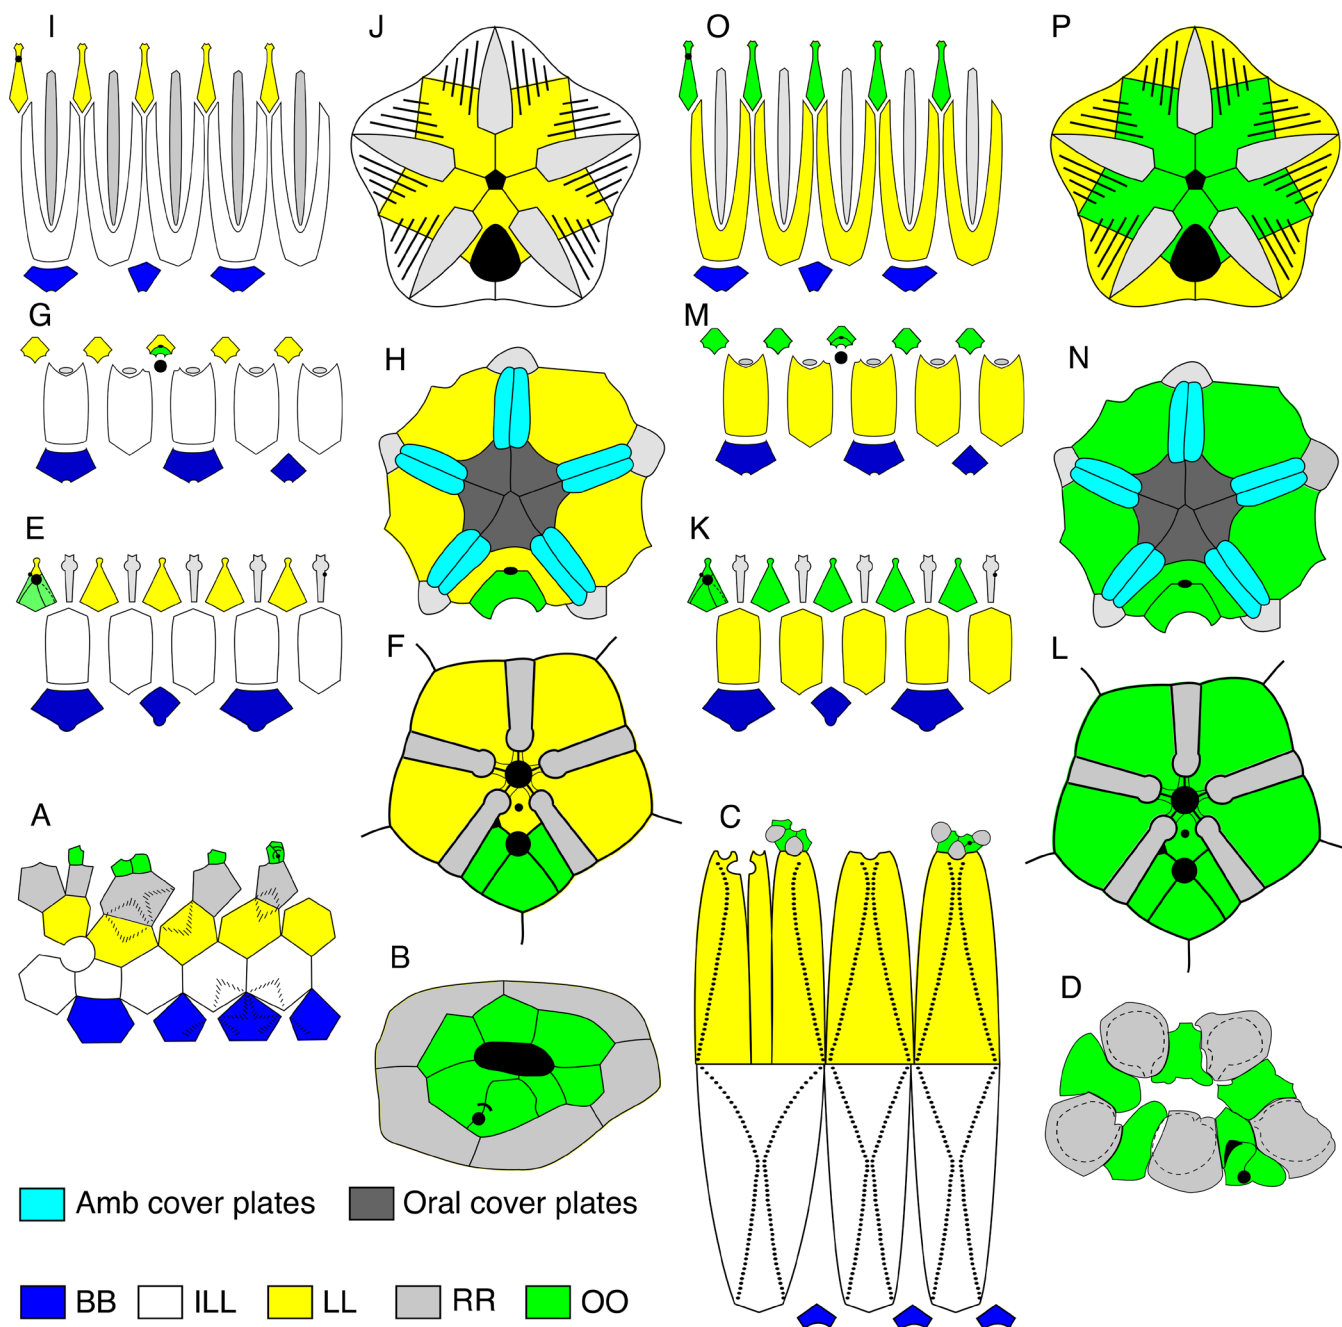 I J O P
G H M N
E F K L
A B C D
Amb cover plates Oral cover plates
BB ILL LL RR OO